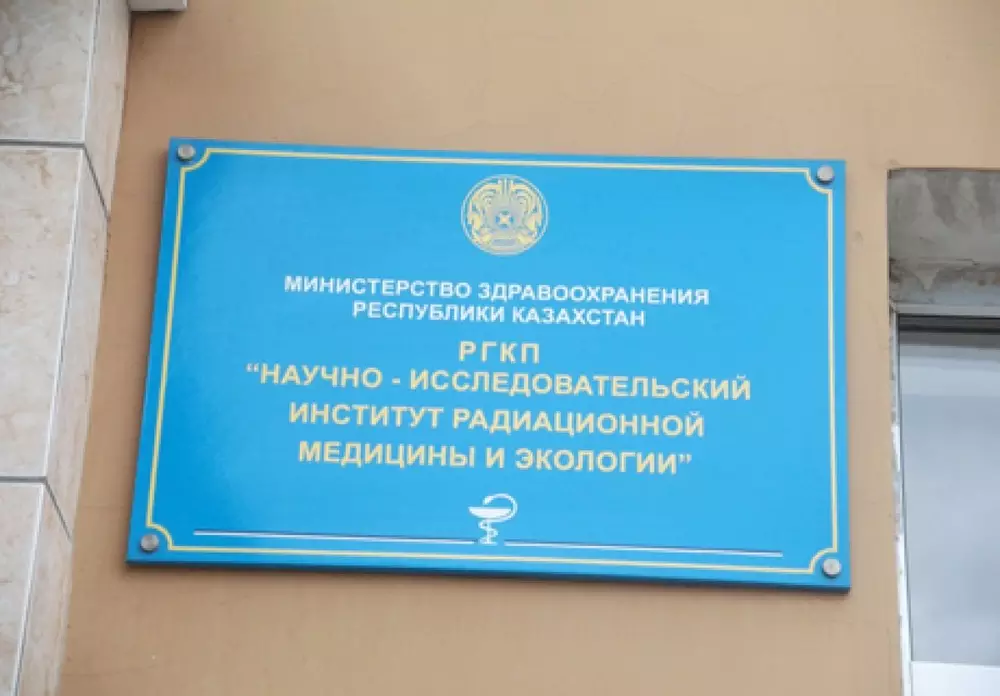 МИНИСТЕРСТВО ЗДРАВООХРАНЕНИЯ
РЕСПУБЛИКИ КАЗАХСТАН
РГКП
“НАУЧНО - ИССЛЕДОВАТЕЛЬСКИЙ
ИНСТИТУТ РАДИАЦИОННОЙ
МЕДИЦИНЫ И ЭКОЛОГИИ”